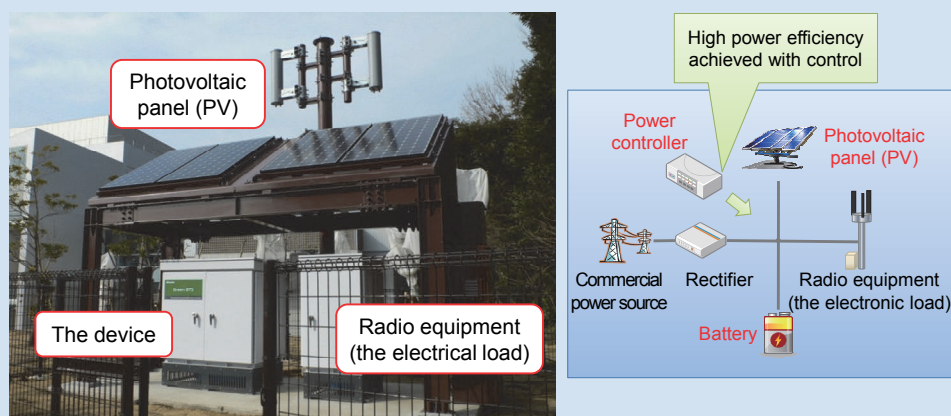 Photovoltaic
panel (PV)
The device
Radio equipment
(the electrical load)
High power efficiency
achieved with control
Power
controller
Photovoltaic
panel (PV)
Commercial
power source
Rectifier
Radio equipment
(the electronic load)
Battery